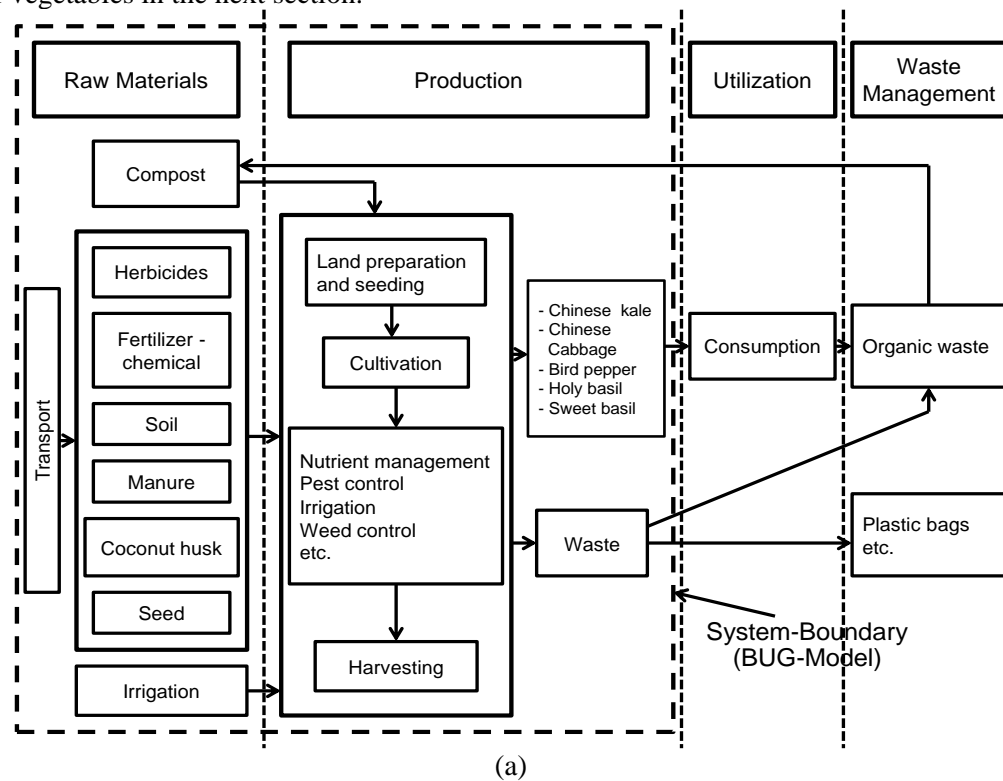 vegetables in the next section.
Raw Materials
Production
Utilization
Waste
Management
Compost
Transport
Herbicides
Fertilizer -
chemical
Soil
Manure
Coconut husk
Seed
Irrigation
Land preparation
and seeding
Cultivation
Nutrient management
Pest control
Irrigation
Weed control
etc.
Harvesting
- Chinese kale
- Chinese
Cabbage
- Bird pepper
- Holy basil
- Sweet basil
Waste
Consumption
Organic waste
Plastic bags
etc.
System-Boundary
(BUG-Model)
(a)